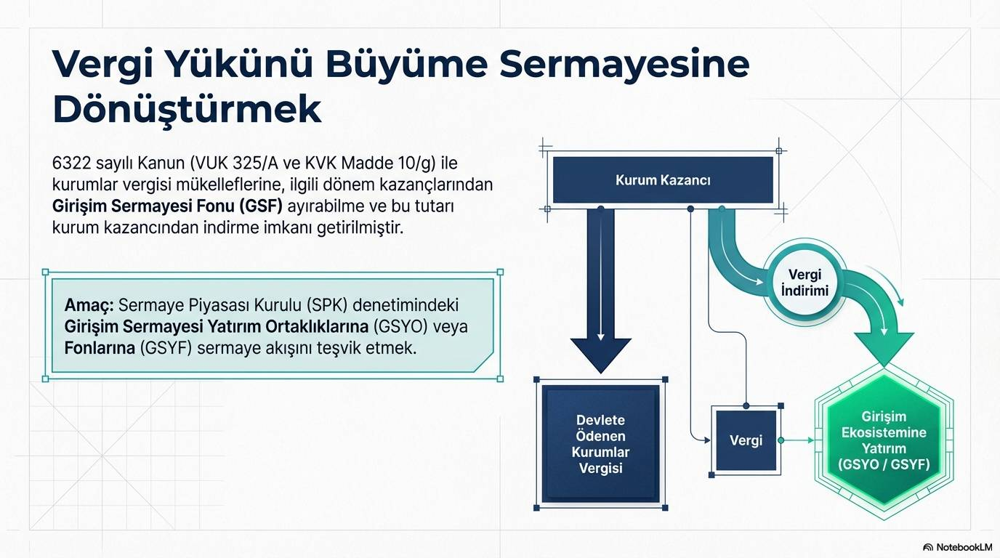 Vergi Yükünü Büyüme Sermayesine
Dönüştürmek
6322 sayılı Kanun (VUK 325/A ve KVK Madde 10/g) ile
kurumlar vergisi mükelleflerine, ilgili dönem kazançlarından
Girişim Sermayesi Fonu (GSF) ayırabilme ve bu tutarı
kurum kazancından indirme imkanı getirilmiştir.
Amaç: Sermaye Piyasası Kurulu (SPK) denetimindeki
Girişim Sermayesi Yatırım Ortaklıklarına (GSYO) veya
Fonlarına (GSYF) sermaye akışını teşvik etmek.
Kurum Kazancı
Vergi
İndirimi
Devlete
Ödenen
Kurumlar
Vergisi
Vergi
Girişim
Ekosistemine
Yatırım
(GSYO / GSYF)
NotebookLM